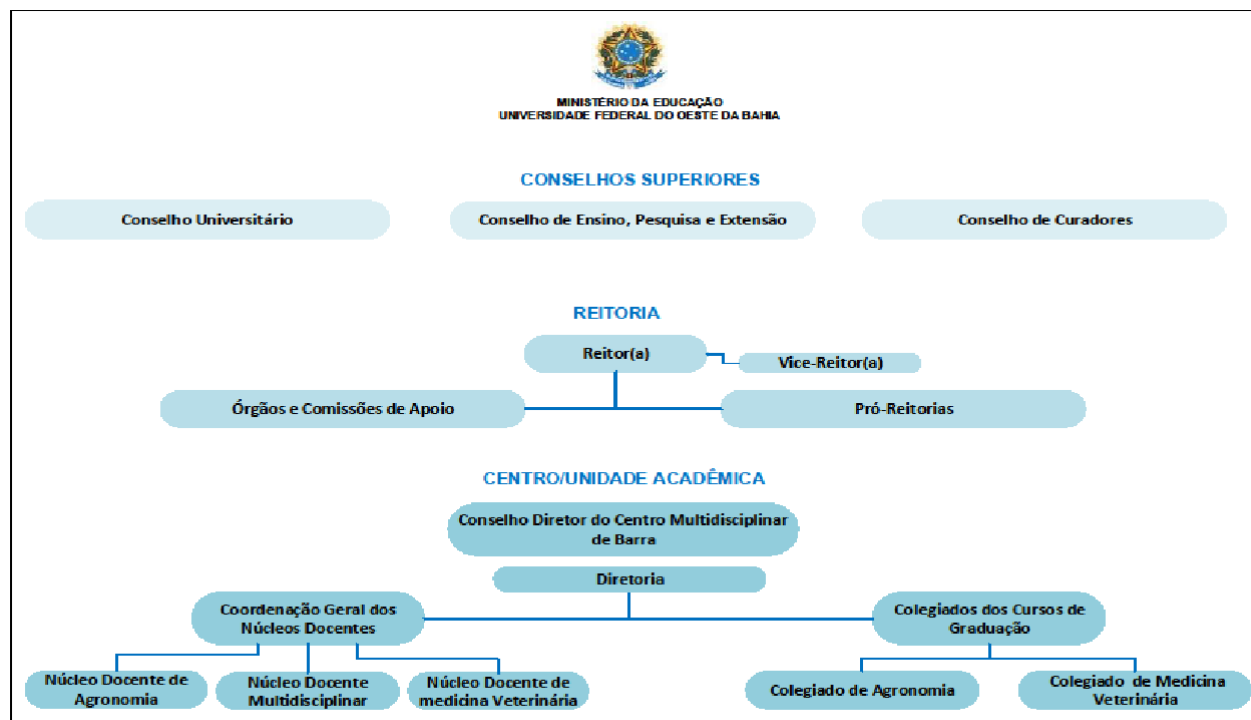 MINISTÉRIO DA EDUCAÇÃO
UNIVERSIDADE FEDERAL DO OESTE DA BAHIA
CONSELHOS SUPERIORES
Conselho Universitário
Conselho de Ensino, Pesquisa e Extensão
Conselho de Curadores
REITORIA
Reitor(a)
Vice-Reitor(a)
Órgãos e Comissões de Apoio
Pró-Reitorias
CENTRO/UNIDADE ACADÊMICA
Conselho Diretor do Centro Multidisciplinar
de Barra
Diretoria
Coordenação Geral dos
Núcleos Docentes
Colegiados dos Cursos de
Graduação
Núcleo Docente de
Agronomia
Núcleo Docente
Multidisciplinar
Núcleo Docente de
medicina Veterinária
Colegiado de Agronomia
Colegiado de Medicina
Veterinária